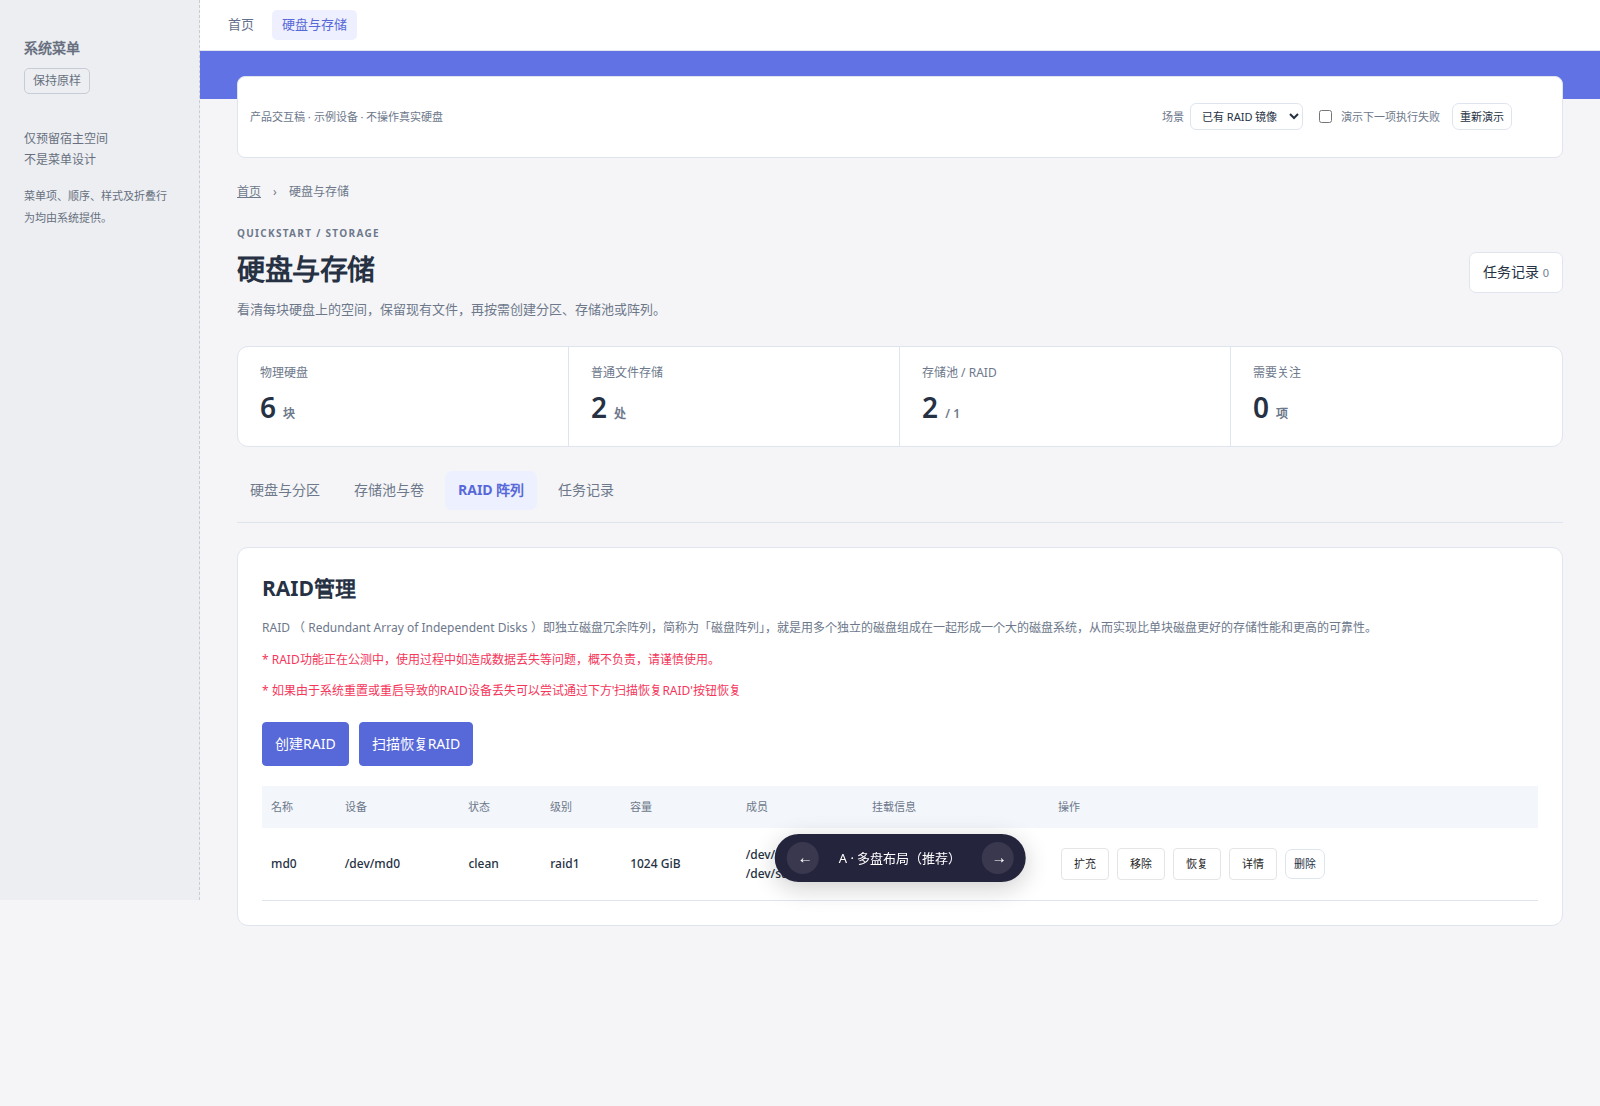 系统菜单
保持原样
仅预留宿主空间
不是菜单设计
菜单项、顺序、样式及折叠行
为均由系统提供。
首页
硬盘与存储
产品交互稿 · 示例设备 · 不操作真实硬盘
场景
已有 RAID 镜像
演示下一项执行失败
重新演示
首页 › 硬盘与存储
QUICKSTART / STORAGE
硬盘与存储
任务记录 0
看清每块硬盘上的空间，保留现有文件，再按需创建分区、存储池或阵列。
物理硬盘
6 块
普通文件存储
2 处
存储池 / RAID
2 / 1
需要关注
0 项
硬盘与分区
存储池与卷
RAID 阵列
任务记录
RAID管理
RAID （ Redundant Array of Independent Disks ）即独立磁盘冗余阵列，简称为「磁盘阵列」，就是用多个独立的磁盘组成在一起形成一个大的磁盘系统，从而实现比单块磁盘更好的存储性能和更高的可靠性。
* RAID功能正在公测中，使用过程中如造成数据丢失等问题，概不负责，请谨慎使用。
* 如果由于系统重置或重启导致的RAID设备丢失可以尝试通过下方'扫描恢复RAID'按钮恢复
创建RAID
扫描恢复RAID
名称 设备 状态 级别 容量 成员 挂载信息 操作
md0 /dev/md0 clean raid1 1024 GiB
/dev/
← A · 多盘布局（推荐） →
扩充 移除 恢复 详情 删除